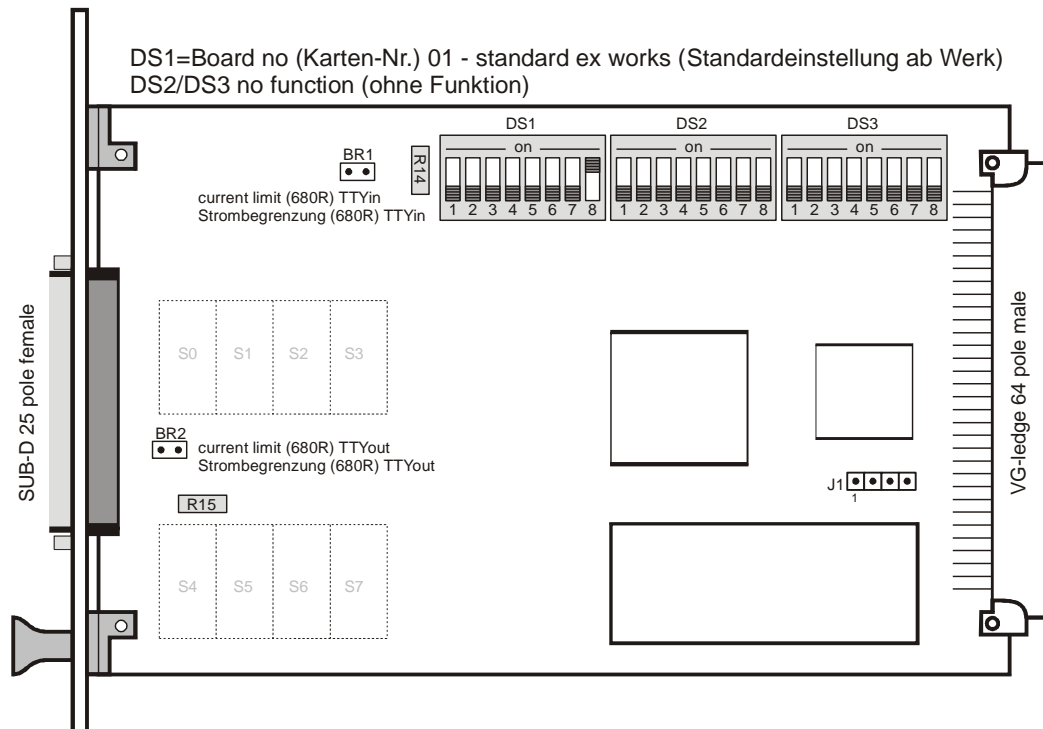 DS1=Board no (Karten-Nr.) 01 - standard ex works (Standardeinstellung ab Werk)
DS2/DS3 no function (ohne Funktion)
DS1
DS2
DS3
on
on
on
1 2 3 4 5 6 7 8
1 2 3 4 5 6 7 8
1 2 3 4 5 6 7 8
BR1
R14
current limit (680R) TTYin
Strombegrenzung (680R) TTYin
SUB-D 25 pole female
S0 S1 S2 S3
BR2
current limit (680R) TTYout
Strombegrenzung (680R) TTYout
R15
S4 S5 S6 S7
J1
1
VG-ledge 64 pole male